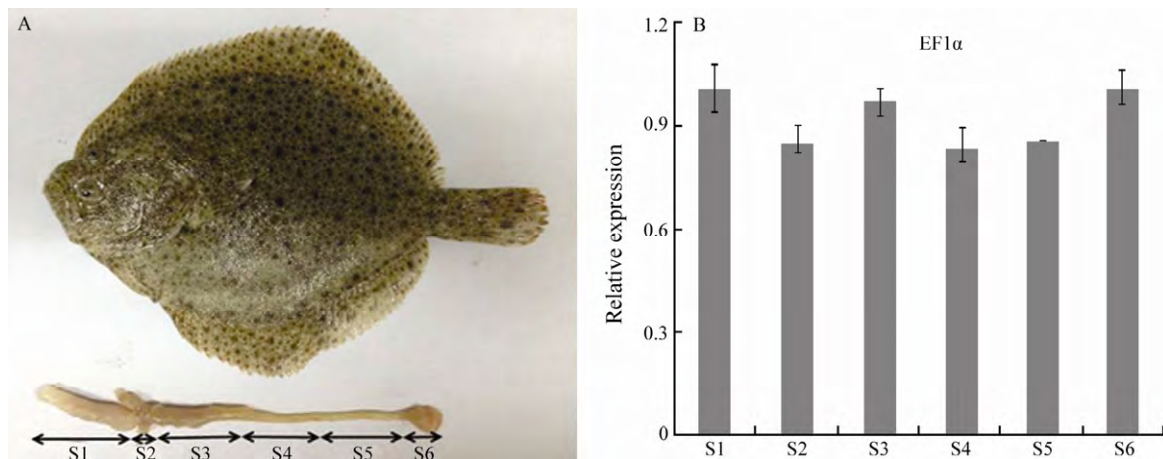 A
S1 S2 S3 S4 S5 S6
B
EF1α
Relative expression
1.2
0.9
0.6
0.3
0
S1 S2 S3 S4 S5 S6